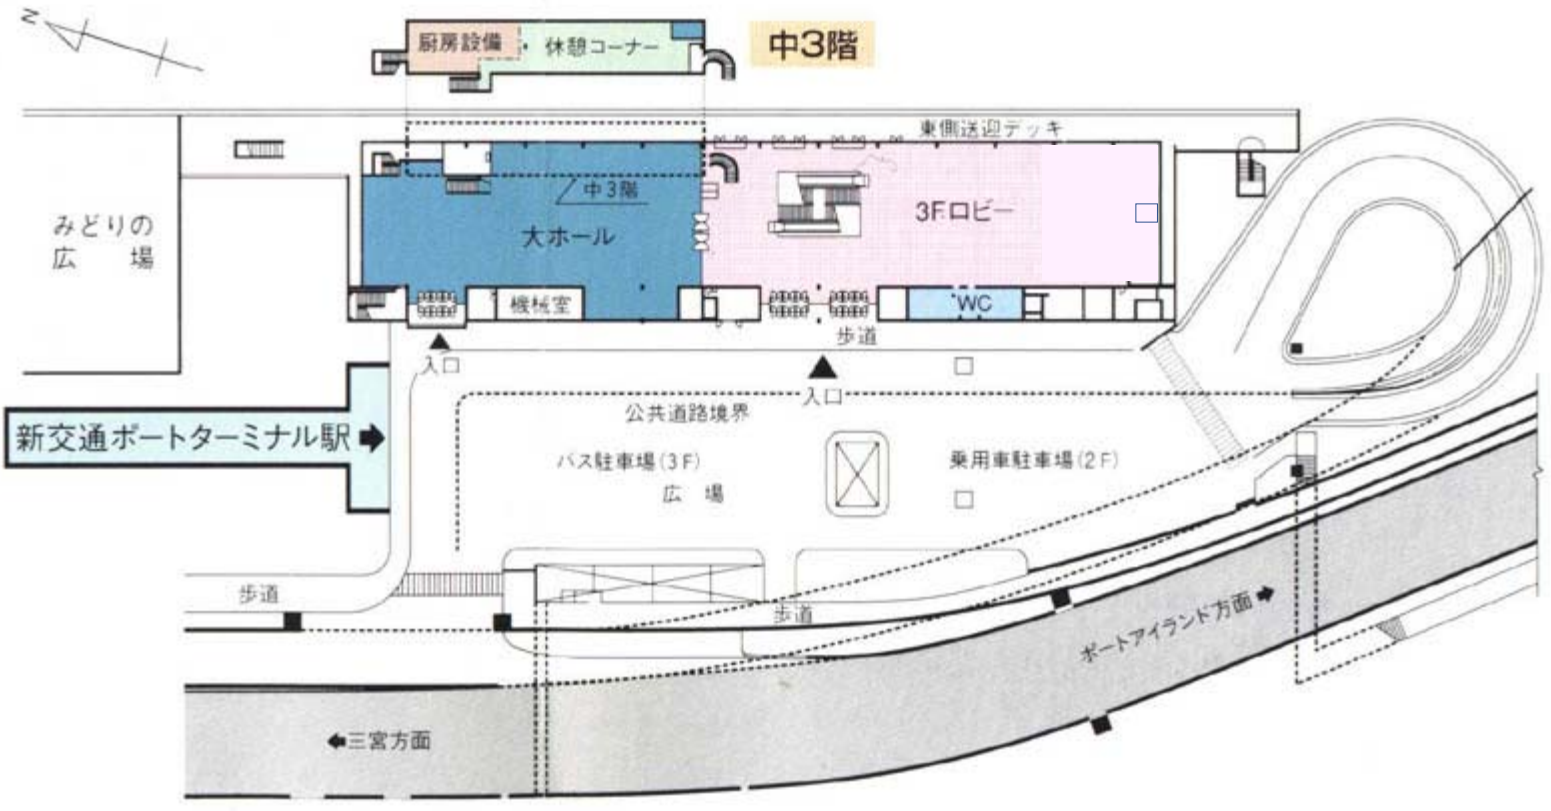 N
厨房設備
休憩コーナー
中3階
東側送迎デッキ
みどりの
広 場
中3階
大ホール
3F.ロビー
機械室
WC
歩道
入口
入口
公共道路境界
新交通ポートターミナル駅➡
バス駐車場(3F)
広 場
乗用車駐車場(2F)
歩道
歩道
ポートアイランド方面➡
⬅三宮方面